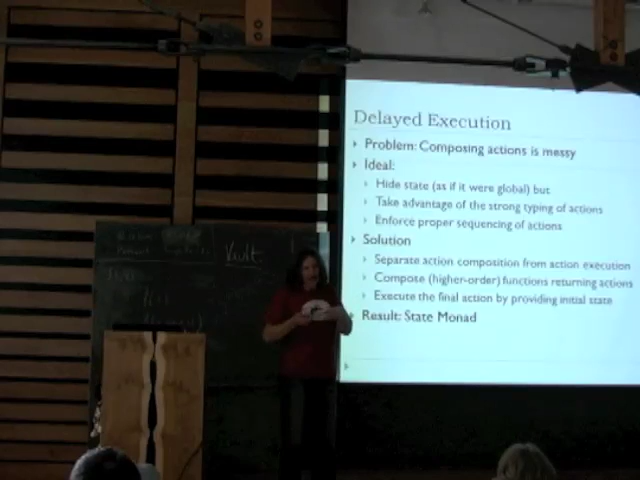 Delayed Execution
Problem: Composing actions is messy
Ideal:
Hide state (as if it were global) but
Take advantage of the strong typing of actions
Enforce proper sequencing of actions
Solution
Separate action composition from action execution
Compose (higher-order) functions returning actions
Execute the final action by providing initial state
Result: State Monad
Vault